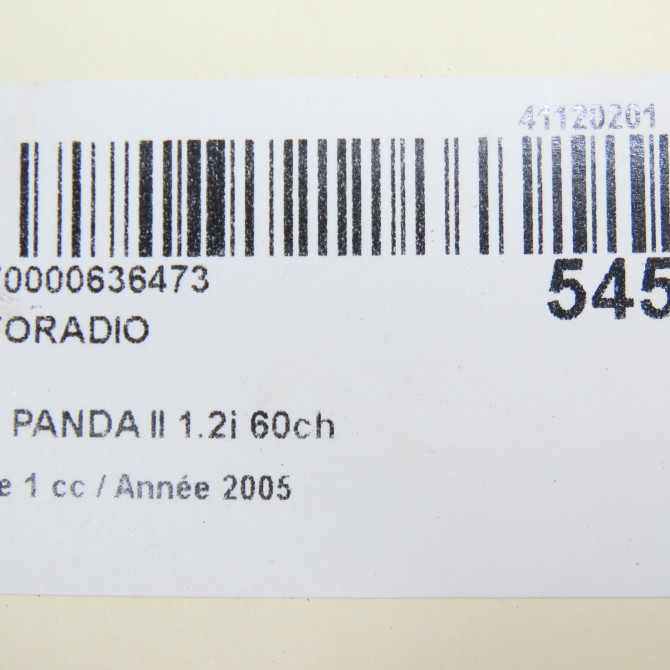 41120201
70000636473
545
TORADIO
PANDA II 1.2i 60ch
e 1 cc / Année 2005